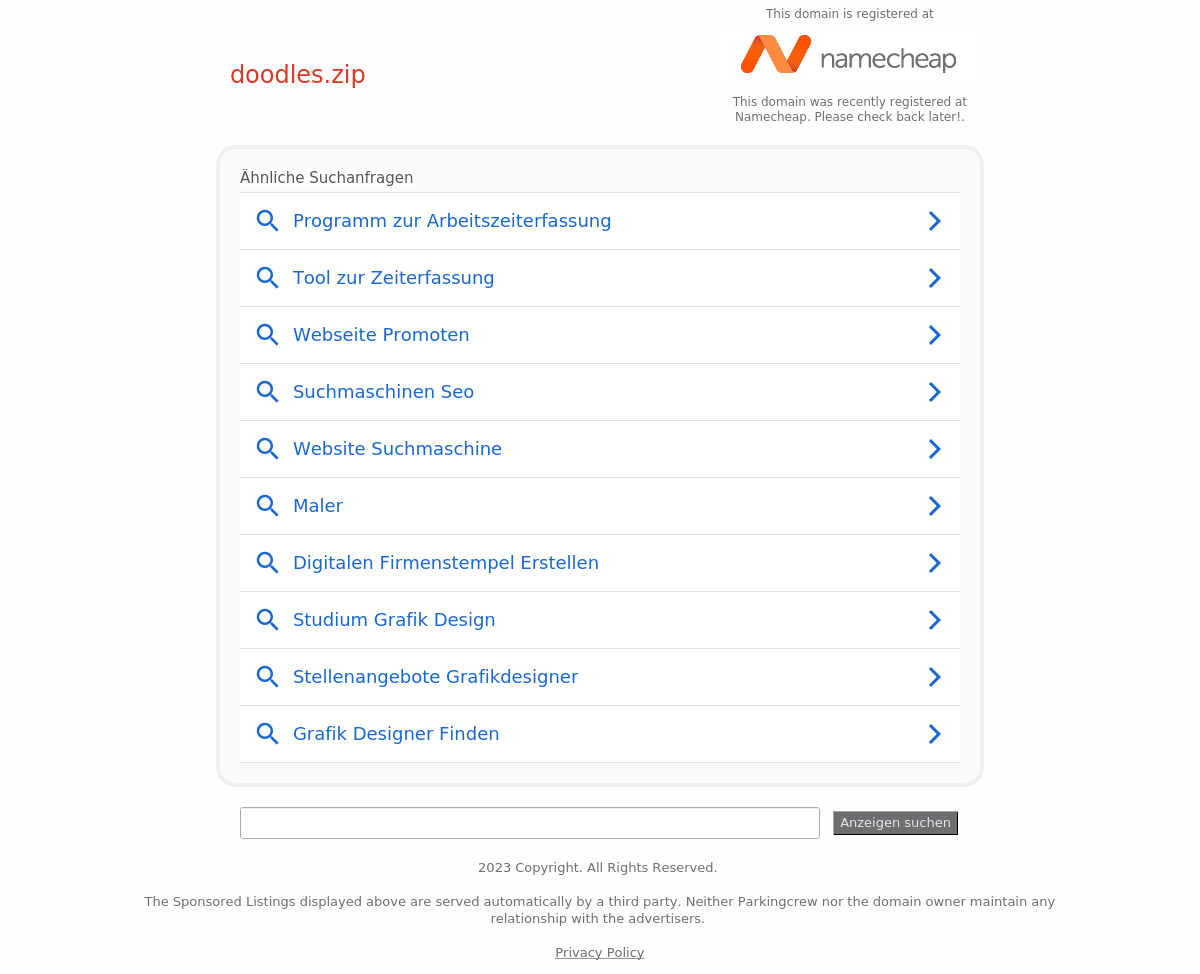 This domain is registered at
namecheap
doodles.zip
This domain was recently registered at
Namecheap. Please check back later!.
Ähnliche Suchanfragen
Programm zur Arbeitszeiterfassung
Tool zur Zeiterfassung
Webseite Promoten
Suchmaschinen Seo
Website Suchmaschine
Maler
Digitalen Firmenstempel Erstellen
Studium Grafik Design
Stellenangebote Grafikdesigner
Grafik Designer Finden
Anzeigen suchen
2023 Copyright. All Rights Reserved.
The Sponsored Listings displayed above are served automatically by a third party. Neither Parkingcrew nor the domain owner maintain any
relationship with the advertisers.
Privacy Policy